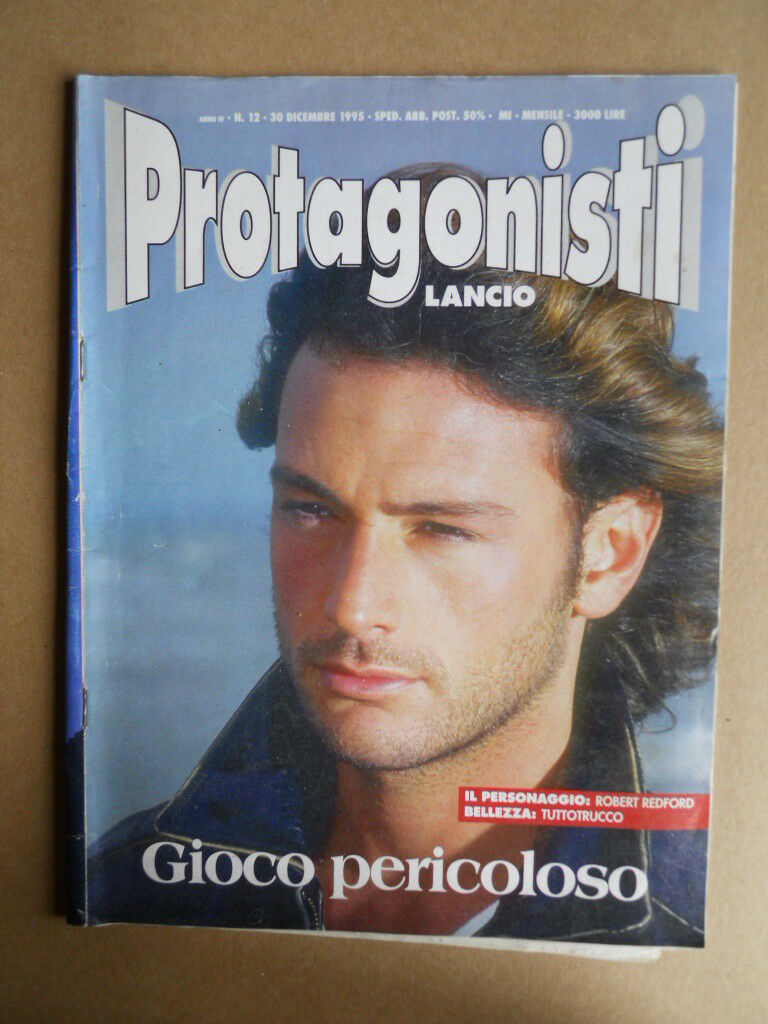 ANNO IV - N. 12 - 30 DICEMBRE 1995 - SPED. ABB. POST. 50% - MI - MENSILE - 3000 LIRE
Protagonisti
LANCIO
IL PERSONAGGIO: ROBERT REDFORD
BELLEZZA: TUTTOTRUCCO
Gioco pericoloso